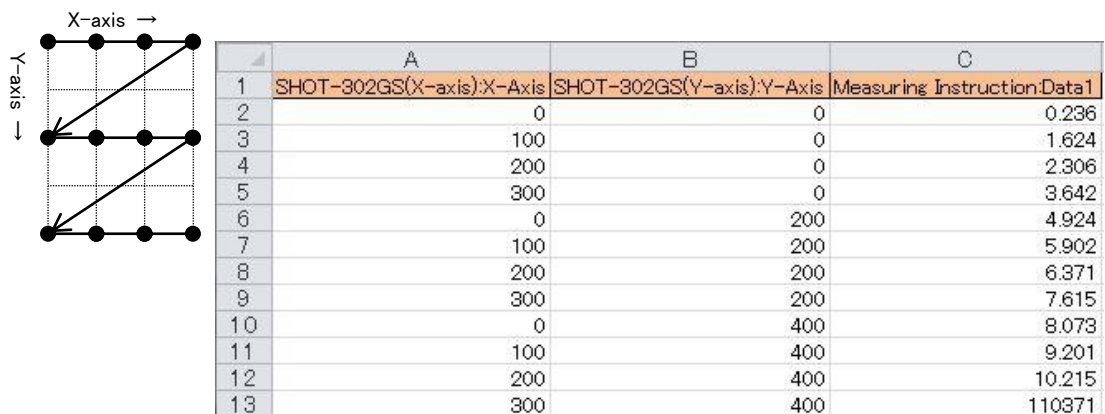 X-axis →
Y-axis →
A B C
1 SHOT-302GS(X-axis):X-Axis SHOT-302GS(Y-axis):Y-Axis Measuring Instruction:Data1
2 0 0 0.236
3 100 0 1.624
4 200 0 2.306
5 300 0 3.642
6 0 200 4.924
7 100 200 5.902
8 200 200 6.371
9 300 200 7.615
10 0 400 8.073
11 100 400 9.201
12 200 400 10.215
13 300 400 110371